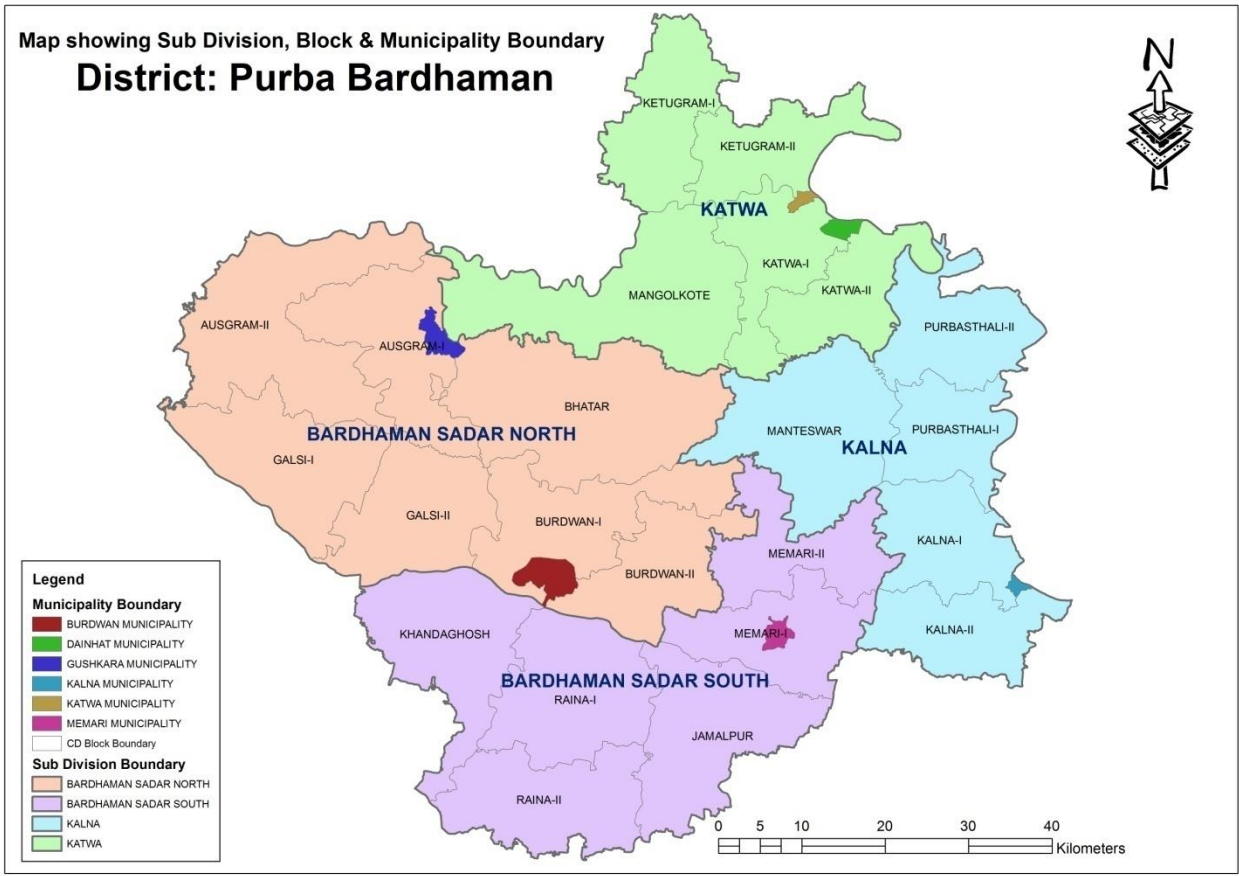 Map showing Sub Division, Block & Municipality Boundary
District: Purba Bardhaman
N
KETUGRAM-I
KETUGRAM-II
KATWA
KATWA-I
MANGOLKOTE
KATWA-II
AUSGRAM-II
AUSGRAM-I
PURBASTHALI-II
BHATAR
BARDHAMAN SADAR NORTH
MANTESWAR
PURBASTHALI-I
KALNA
GALSI-I
GALSI-II
BURDWAN-I
BURDWAN-II
MEMARI-II
KALNA-I
KALNA-II
KHANDAGHOSH
MEMARI-I
BARDHAMAN SADAR SOUTH
RAINA-I
JAMALPUR
RAINA-II
Legend
Municipality Boundary
BURDWAN MUNICIPALITY
DAINHAT MUNICIPALITY
GUSHKARA MUNICIPALITY
KALNA MUNICIPALITY
KATWA MUNICIPALITY
MEMARI MUNICIPALITY
CD Block Boundary
Sub Division Boundary
BARDHAMAN SADAR NORTH
BARDHAMAN SADAR SOUTH
KALNA
KATWA
0 5 10 20 30 40
Kilometers